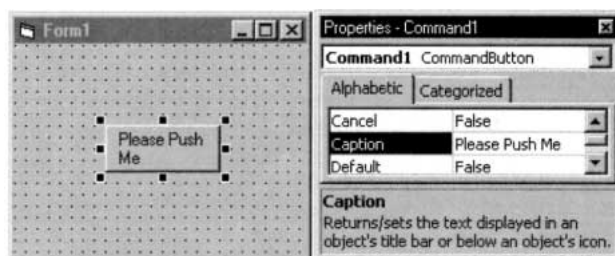 Form1
Please Push
Me
Properties - Command1
Command1 CommandButton
Alphabetic Categorized
Cancel False
Caption Please Push Me
Default False
Caption
Returns/sets the text displayed in an
object's title bar or below an object's icon.